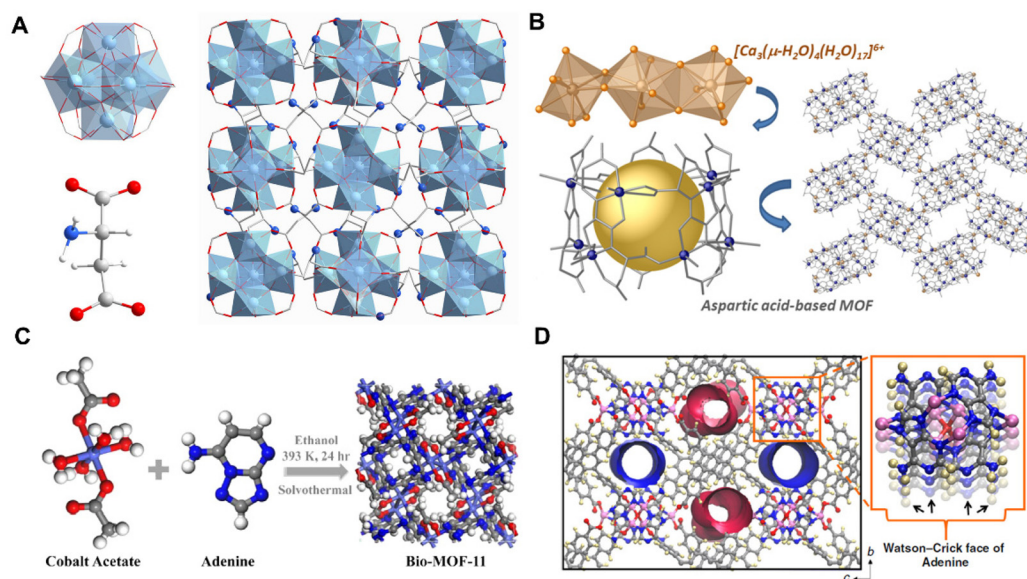 A
B
[Ca3(μ-H2O)4(H2O)17]6+
Aspartic acid-based MOF
C
Ethanol
393 K, 24 hr
Solvothermal
Cobalt Acetate
Adenine
Bio-MOF-11
D
Watson–Crick face of
Adenine
b
c